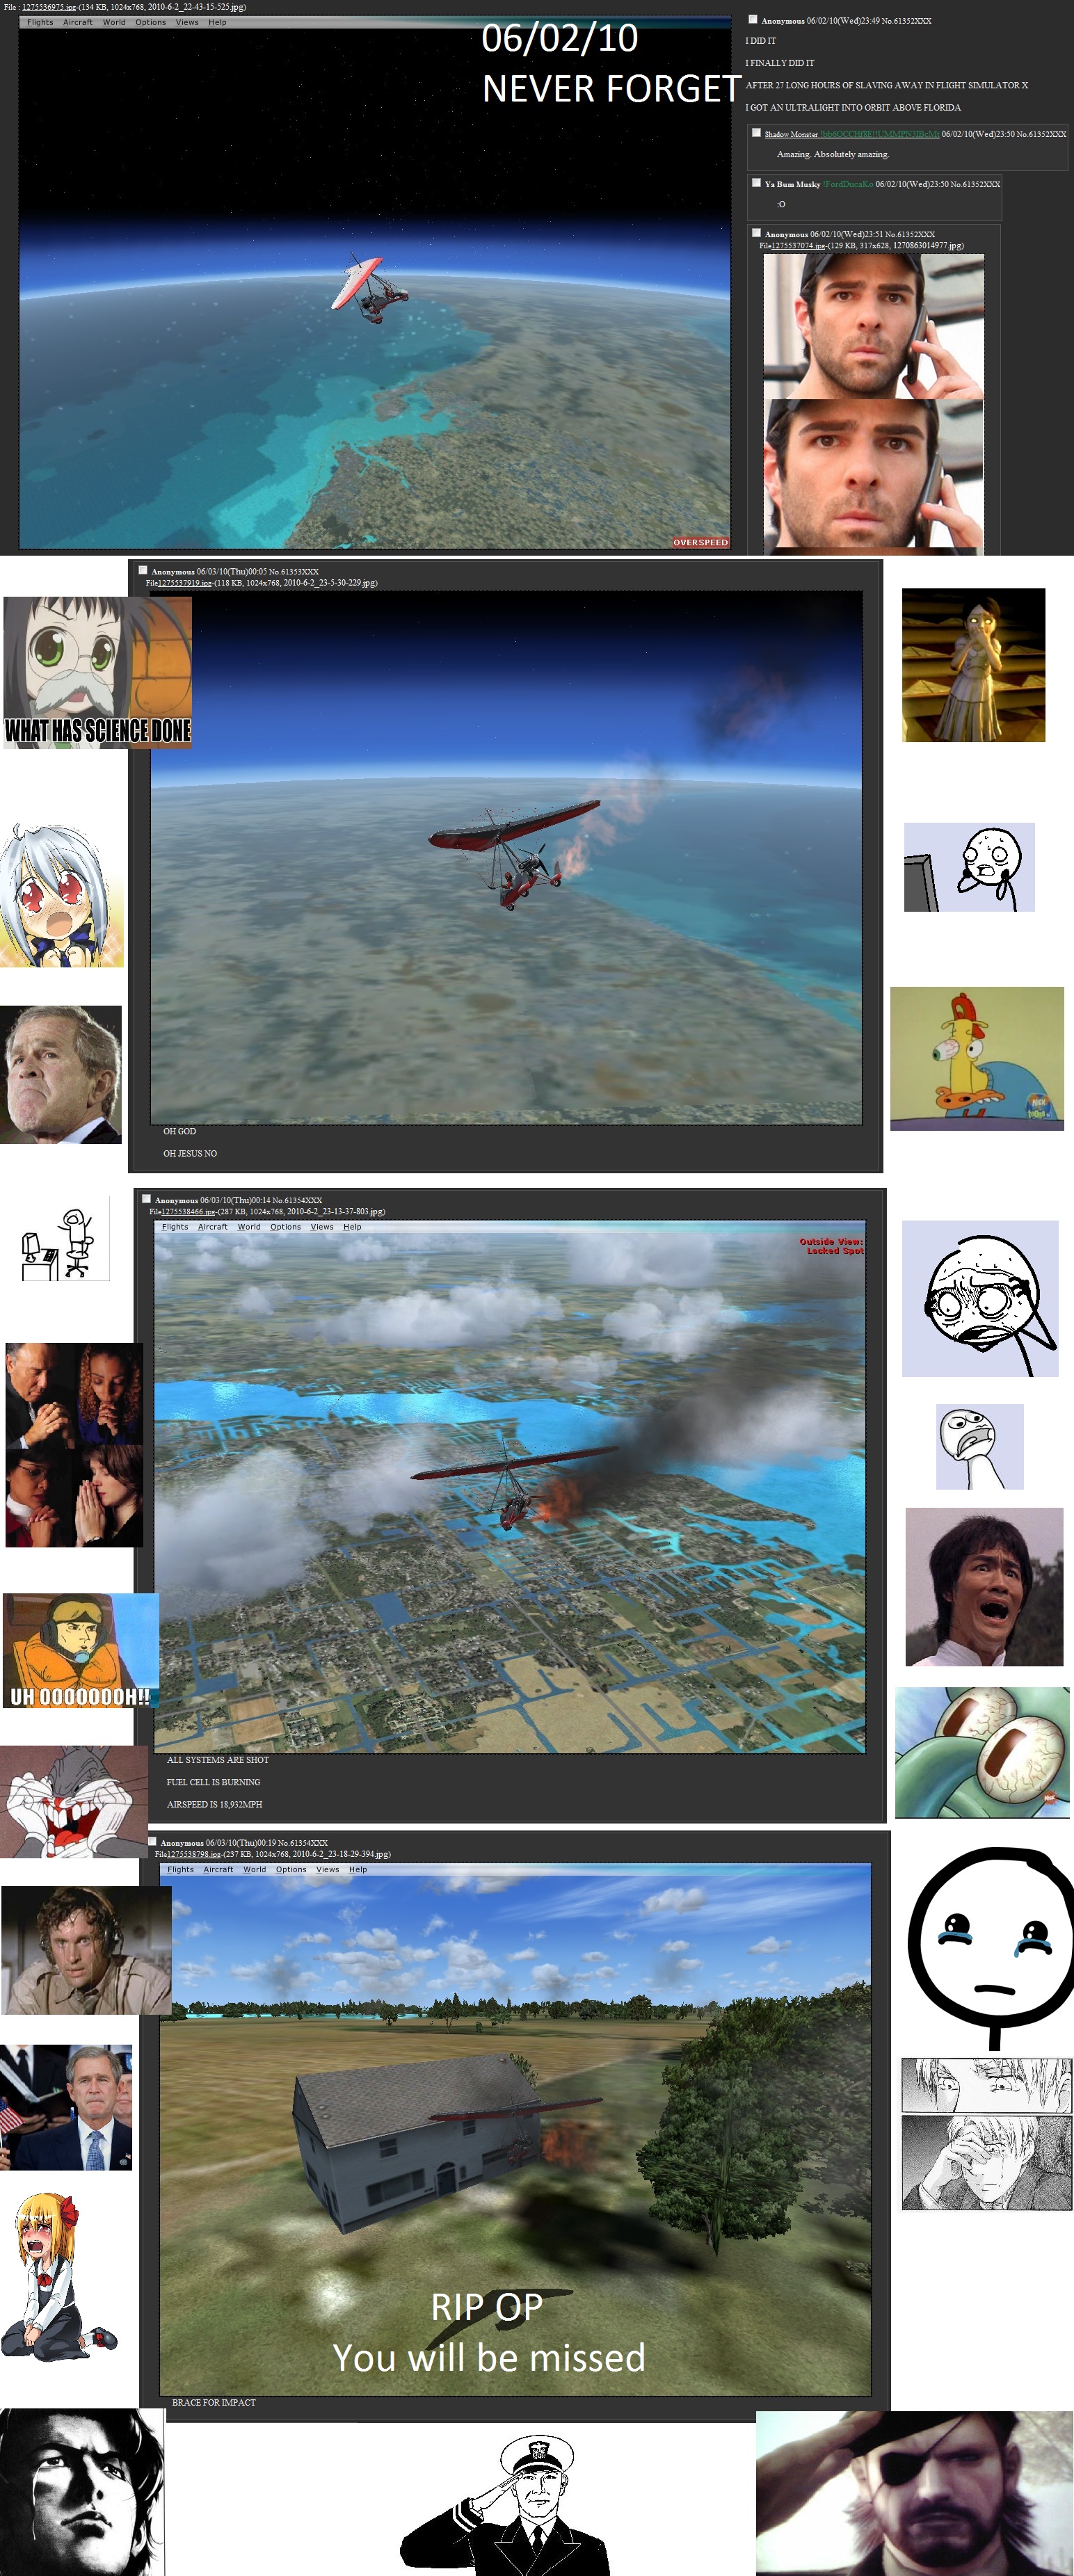 File : 1275536975.jpg-(134 KB, 1024x768, 2010-6-2_22-43-15-525.jpg)
Flights Aircraft World Options Views Help
06/02/10
NEVER FORGET
OVERSPEED
Anonymous 06/02/10(Wed)23:49 No.61352XXX
I DID IT
I FINALLY DID IT
AFTER 27 LONG HOURS OF SLAVING AWAY IN FLIGHT SIMULATOR X
I GOT AN ULTRALIGHT INTO ORBIT ABOVE FLORIDA
Shadow Monster 06/02/10(Wed)23:50 No.61352XXX
Amazing. Absolutely amazing.
Ya Bum Musky !FordDucaKo 06/02/10(Wed)23:50 No.61352XXX
:O
Anonymous 06/02/10(Wed)23:51 No.61352XXX
File1275537074.jpg-(129 KB, 317x628, 1270863014977.jpg)
Anonymous 06/03/10(Thu)00:05 No.61353XXX
File1275537919.jpg-(118 KB, 1024x768, 2010-6-2_23-5-30-229.jpg)
WHAT HAS SCIENCE DONE
OH GOD
OH JESUS NO
Anonymous 06/03/10(Thu)00:14 No.61354XXX
File1275538466.jpg-(287 KB, 1024x768, 2010-6-2_23-13-37-803.jpg)
Flights Aircraft World Options Views Help
Outside View:
Locked Spot
UH OOOOOOOH!!
ALL SYSTEMS ARE SHOT
FUEL CELL IS BURNING
AIRSPEED IS 18,932MPH
Anonymous 06/03/10(Thu)00:19 No.61354XXX
File1275538798.jpg-(237 KB, 1024x768, 2010-6-2_23-18-29-394.jpg)
Flights Aircraft World Options Views Help
RIP OP
You will be missed
BRACE FOR IMPACT